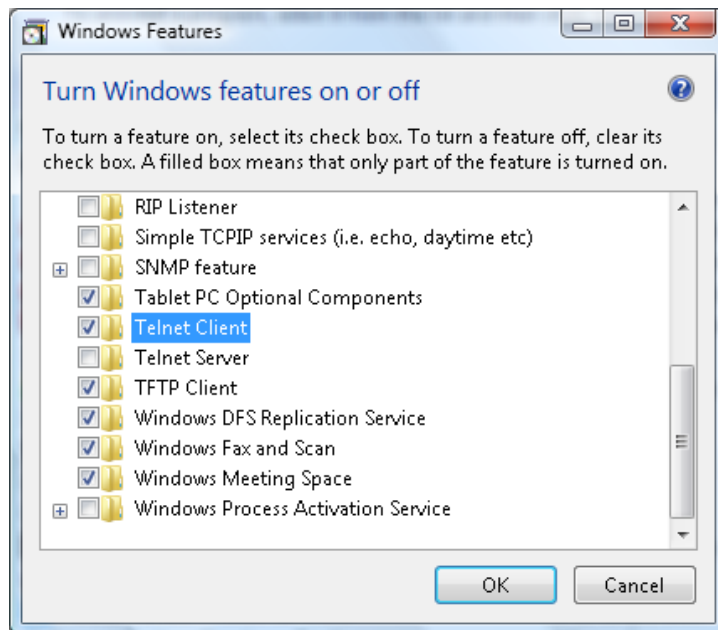 Windows Features
Turn Windows features on or off
To turn a feature on, select its check box. To turn a feature off, clear its
check box. A filled box means that only part of the feature is turned on.
RIP Listener
Simple TCPIP services (i.e. echo, daytime etc)
SNMP feature
Tablet PC Optional Components
Telnet Client
Telnet Server
TFTP Client
Windows DFS Replication Service
Windows Fax and Scan
Windows Meeting Space
Windows Process Activation Service
OK Cancel